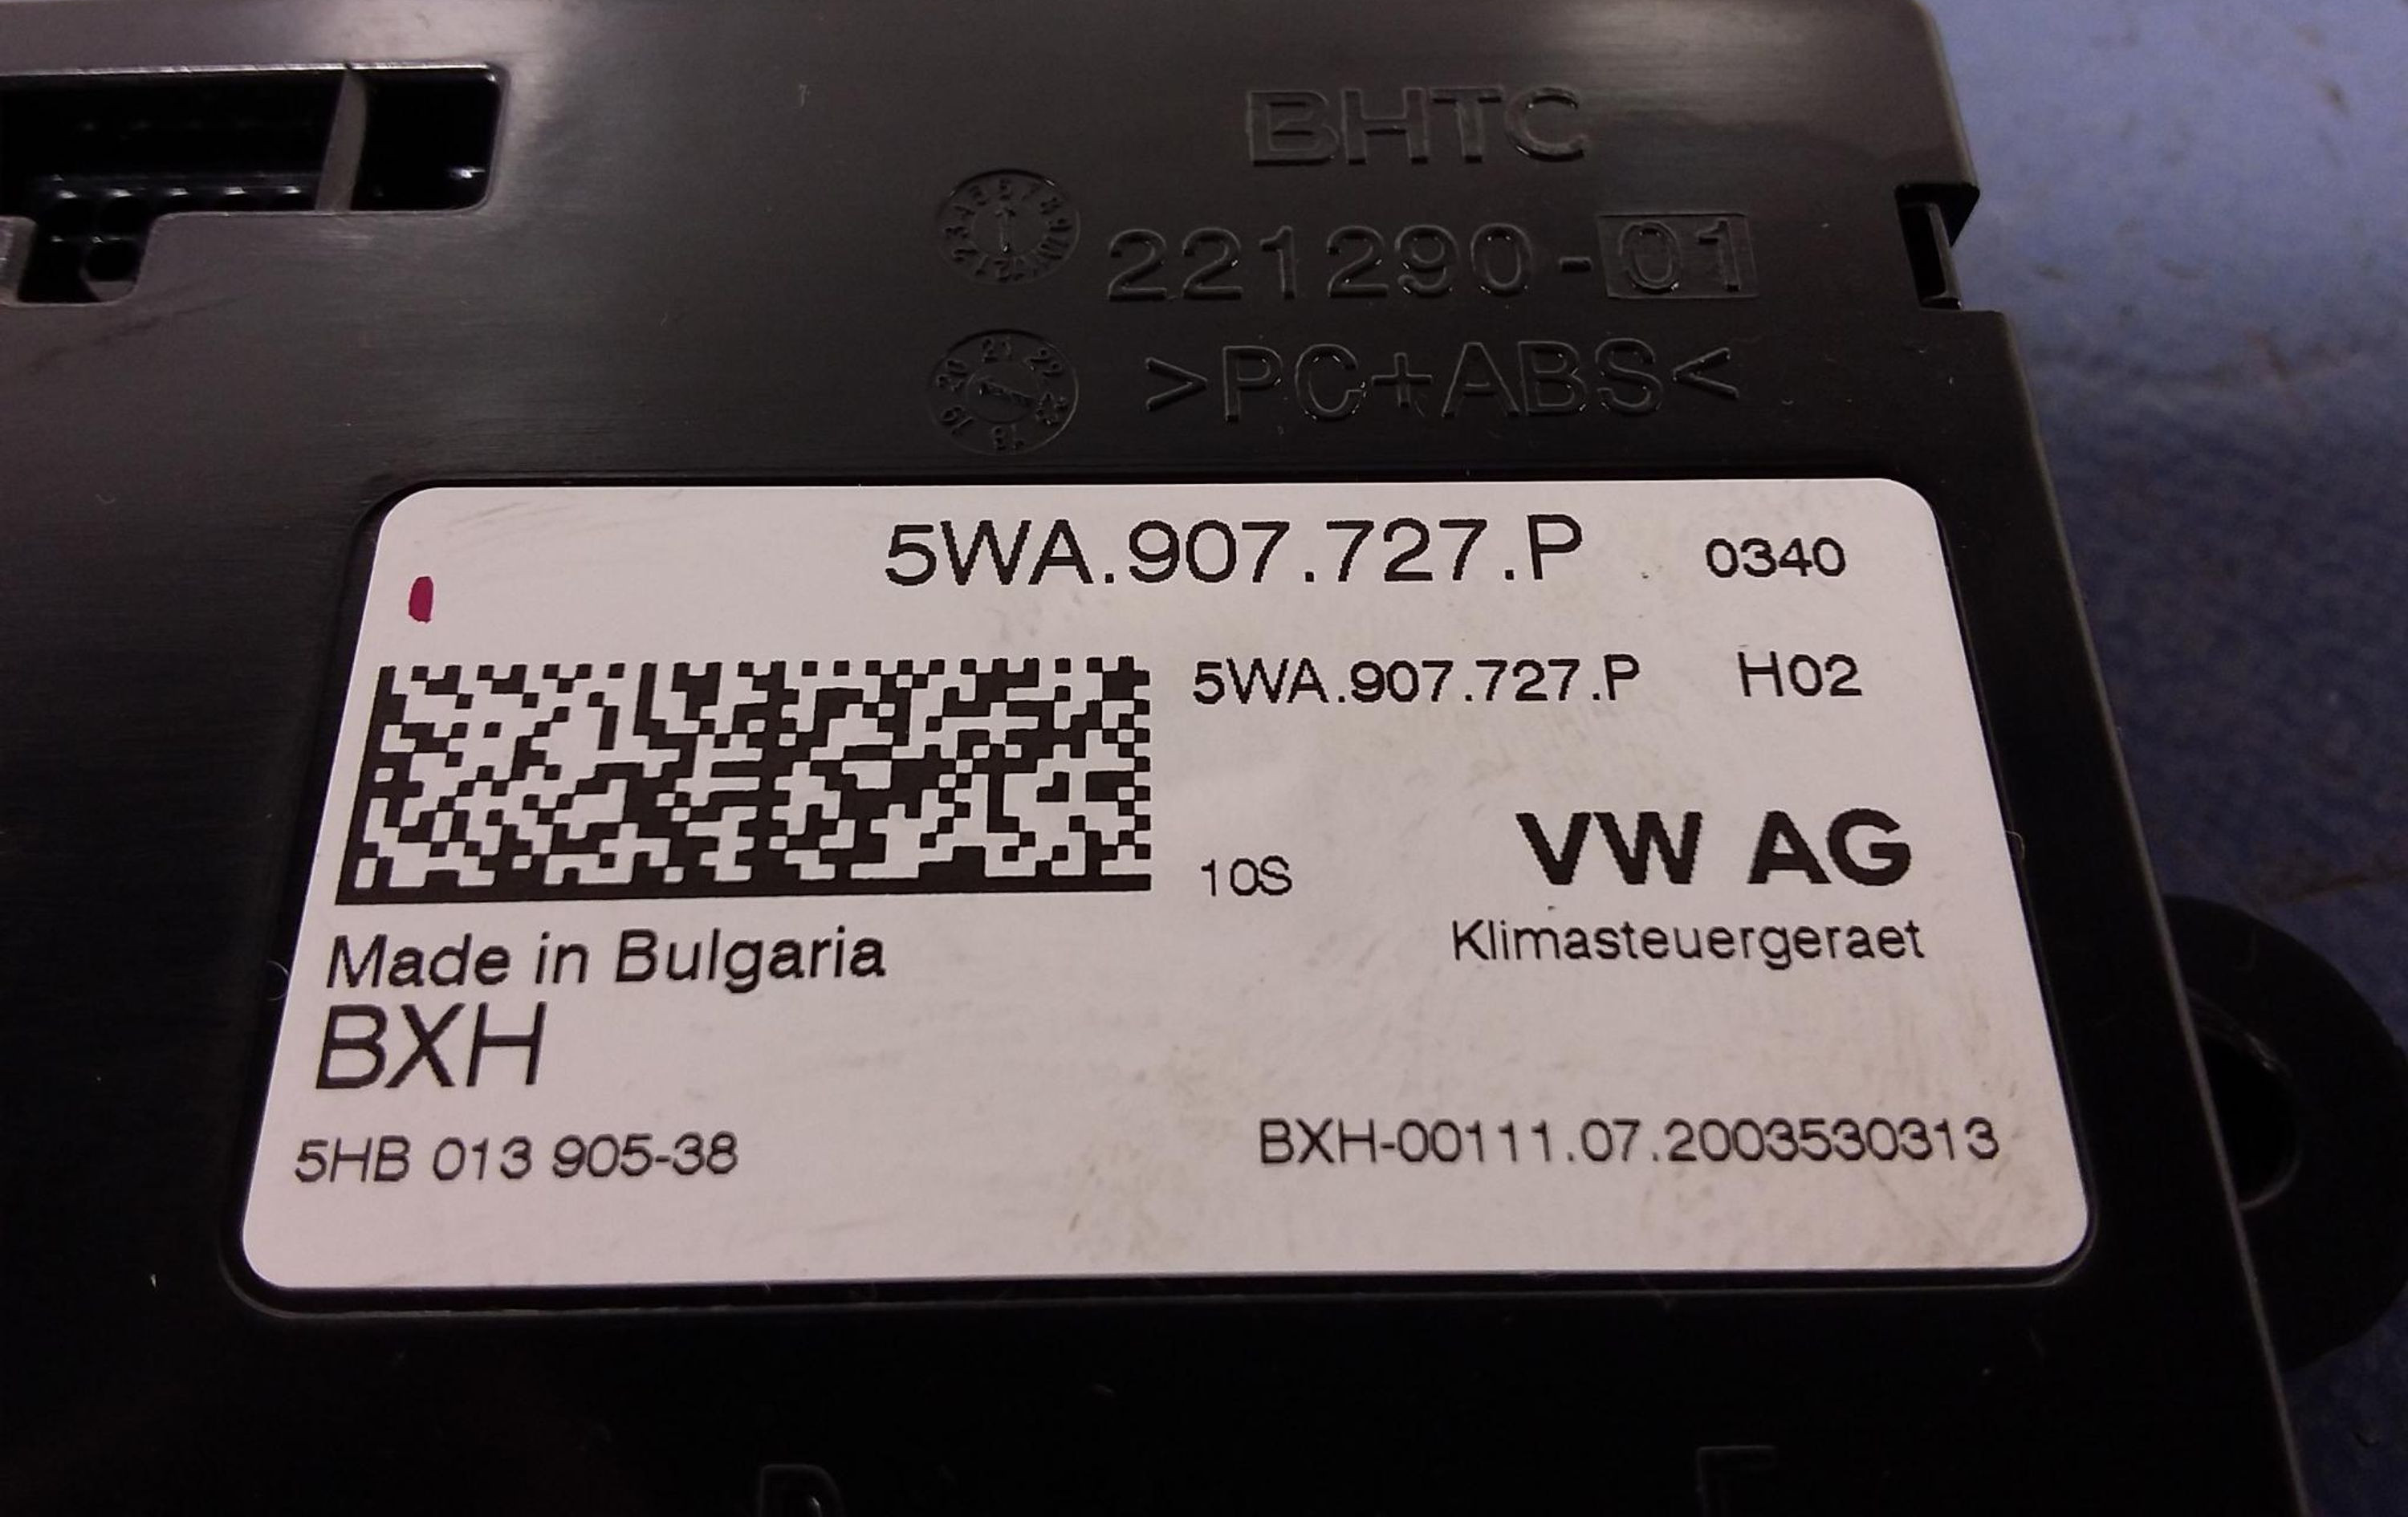 BHTC
221290-01
>PC+ABS<
5WA.907.727.P 0340
5WA.907.727.P H02
10S VW AG
Klimasteuergeraet
Made in Bulgaria
BXH
5HB 013 905-38 BXH-00111.07.2003530313